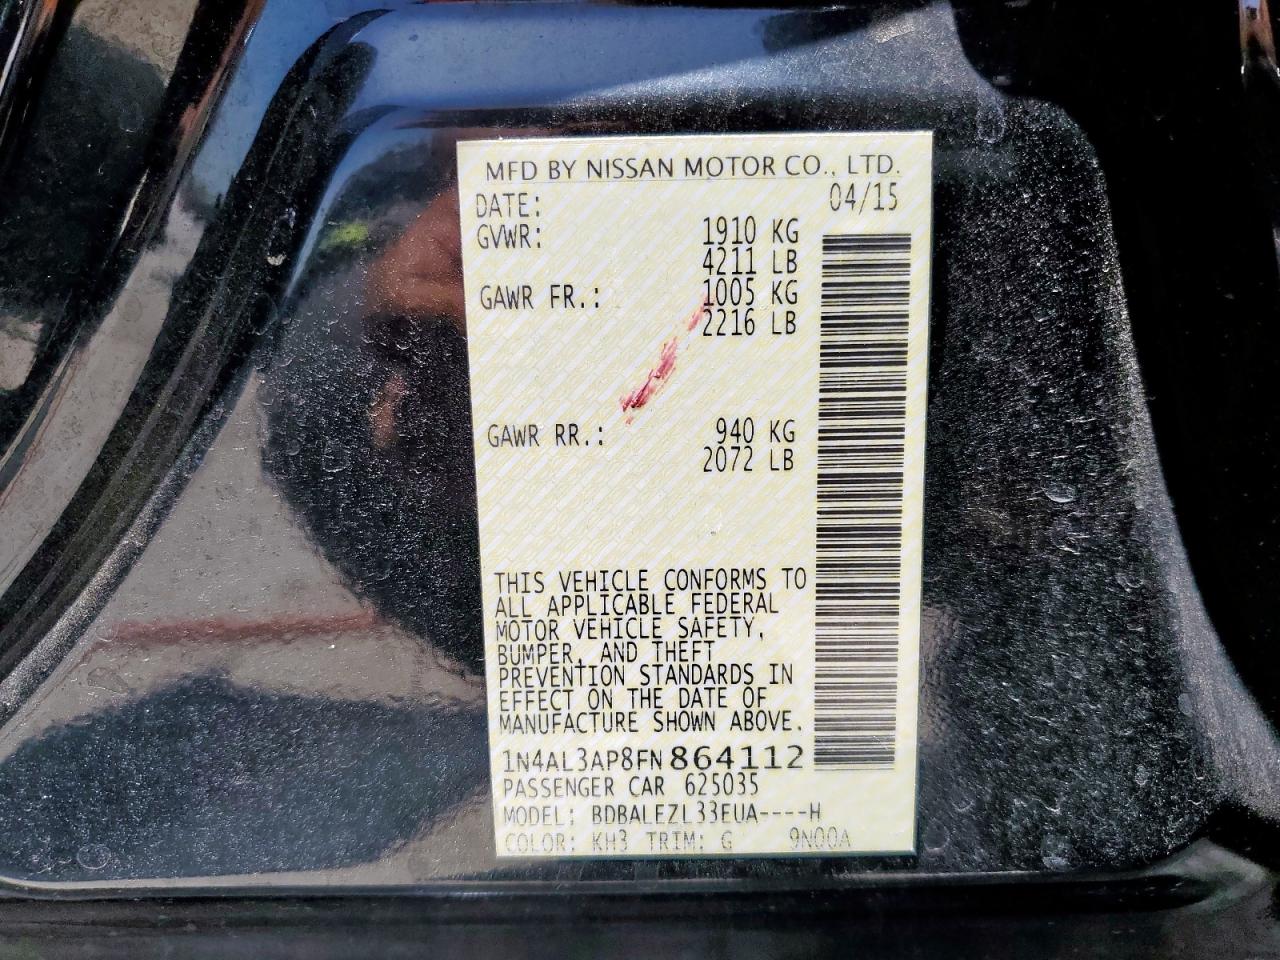 MFD BY NISSAN MOTOR CO., LTD.
DATE: 04/15
GVWR: 1910 KG
4211 LB
GAWR FR.: 1005 KG
2216 LB
GAWR RR.: 940 KG
2072 LB
THIS VEHICLE CONFORMS TO
ALL APPLICABLE FEDERAL
MOTOR VEHICLE SAFETY,
BUMPER, AND THEFT
PREVENTION STANDARDS IN
EFFECT ON THE DATE OF
MANUFACTURE SHOWN ABOVE.
1N4AL3AP8FN864112
PASSENGER CAR 625035
MODEL: BDBALEZL33EUA----H
COLOR: KH3 TRIM: G 9N00A